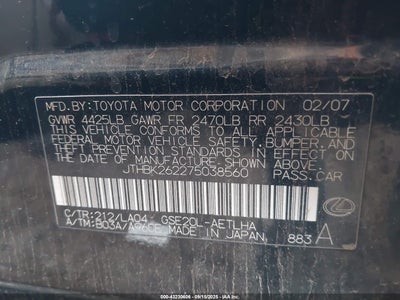 MFD.BY:TOYOTA MOTOR CORPORATION 02/07
GVWR 4425LB GAWR FR 2470LB RR 2430LB
THIS VEHICLE CONFORMS TO ALL APPLICABLE
FEDERAL MOTOR VEHICLE SAFETY, BUMPER, AND
THEFT PREVENTION STANDARDS IN EFFECT ON
THE DATE OF MANUFACTURE SHOWN ABOVE.
JTHBK262275038560 PASS.CAR
C/TR:212/LA04 GSE20L-AETLHA
A/TM:B03A/A960E MADE IN JAPAN 883 A
000-43230606 - 09/15/2025 - IAA Inc.